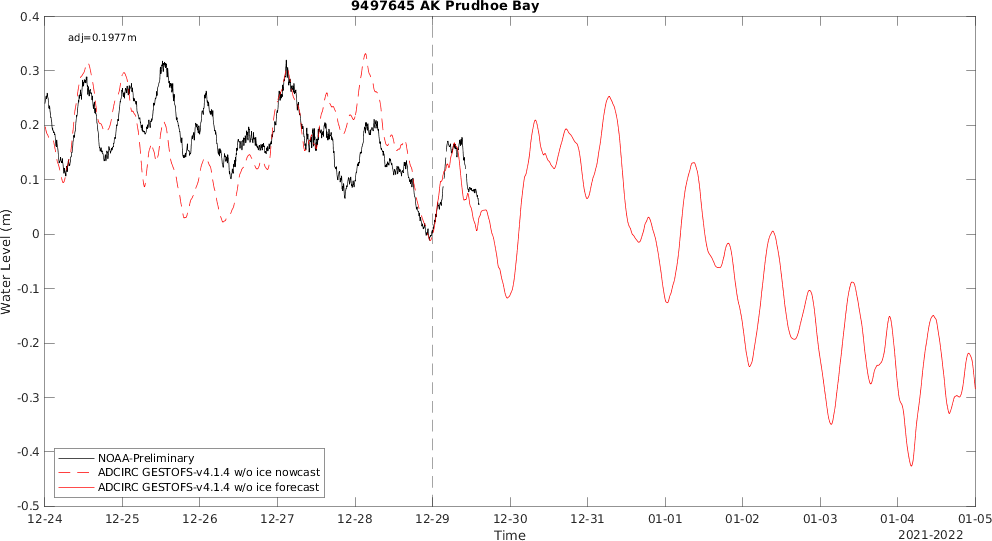 9497645 AK Prudhoe Bay
adj=0.1977m
0.4
0.3
0.2
0.1
0
-0.1
-0.2
-0.3
-0.4
-0.5
Water Level (m)
NOAA-Preliminary
ADCIRC GESTOFS-v4.1.4 w/o ice nowcast
ADCIRC GESTOFS-v4.1.4 w/o ice forecast
12-24 12-25 12-26 12-27 12-28 12-29 12-30 12-31 01-01 01-02 01-03 01-04 01-05
Time
2021-2022